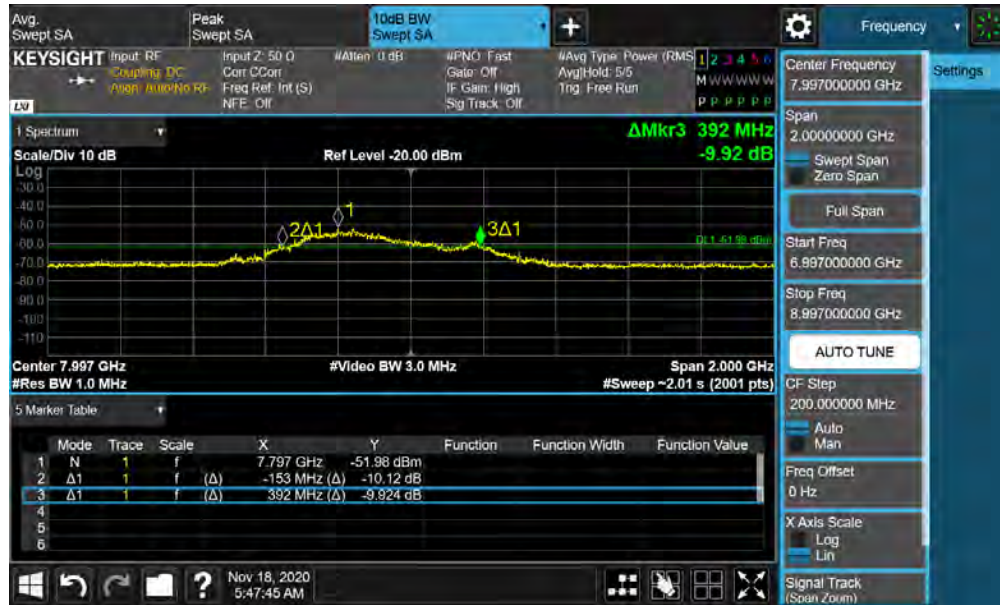 Avg.
Swept SA
Peak
Swept SA
10dB BW
Swept SA
Frequency
KEYSIGHT
Input: RF
Coupling: DC
Align: Auto/No RF
Input Z: 50 Ω
Corr CCorr
Freq Ref: Int (S)
NFE: Off
#Atten: 0 dB
#PNO: Fast
Gate: Off
IF Gain: High
Sig Track: Off
#Avg Type: Power (RMS
Avg|Hold: 5/5
Trig: Free Run
1 2 3 4 5 6
M W W W W W
P P P P P P
LXI
Center Frequency
7.997000000 GHz
Settings
1 Spectrum
ΔMkr3 392 MHz
-9.92 dB
Scale/Div 10 dB
Ref Level -20.00 dBm
Log
-30.0
-40.0
-50.0
-60.0
-70.0
-80.0
-90.0
-100
-110
1
2Δ1
3Δ1
Center 7.997 GHz
#Video BW 3.0 MHz
Span 2.000 GHz
#Res BW 1.0 MHz
#Sweep ~2.01 s (2001 pts)
Span
2.00000000 GHz
Swept Span
Zero Span
Full Span
Start Freq
6.997000000 GHz
Stop Freq
8.997000000 GHz
AUTO TUNE
CF Step
200.000000 MHz
Auto
Man
Freq Offset
0 Hz
X Axis Scale
Log
Lin
Signal Track
(Span Zoom)
5 Marker Table
Mode Trace Scale X Y Function Function Width Function Value
1 N 1 f 7.797 GHz -51.98 dBm
2 Δ1 1 f (Δ) -153 MHz (Δ) -10.12 dB
3 Δ1 1 f (Δ) 392 MHz (Δ) -9.924 dB
4
5
6
Nov 18, 2020
5:47:45 AM